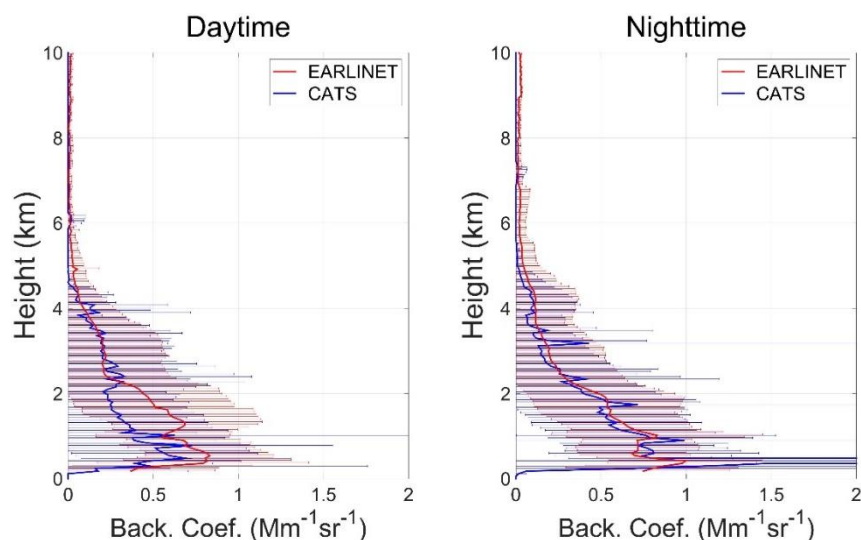 Daytime
10
8
6
4
2
0
Height (km)
EARLINET
CATS
0
0.5
1
1.5
2
Back. Coef. (Mm⁻¹sr⁻¹)
Nighttime
10
8
6
4
2
0
Height (km)
EARLINET
CATS
0
0.5
1
1.5
2
Back. Coef. (Mm⁻¹sr⁻¹)